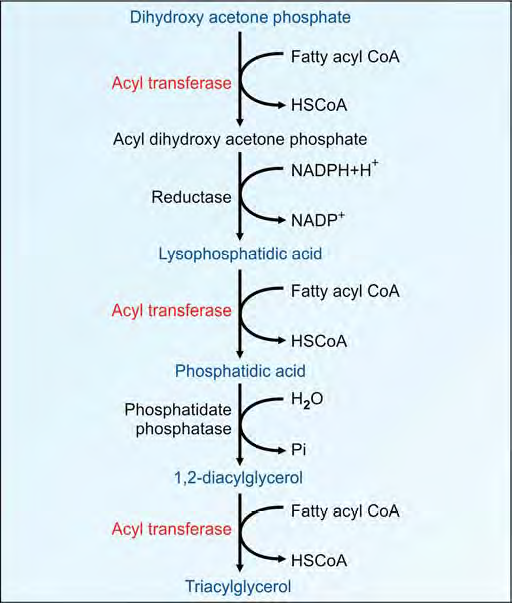 Dihydroxy acetone phosphate
Fatty acyl CoA
Acyl transferase
HSCoA
Acyl dihydroxy acetone phosphate
NADPH+H⁺
Reductase
NADP⁺
Lysophosphatidic acid
Fatty acyl CoA
Acyl transferase
HSCoA
Phosphatidic acid
H₂O
Phosphatidate
phosphatase
Pi
1,2-diacylglycerol
Fatty acyl CoA
Acyl transferase
HSCoA
Triacylglycerol